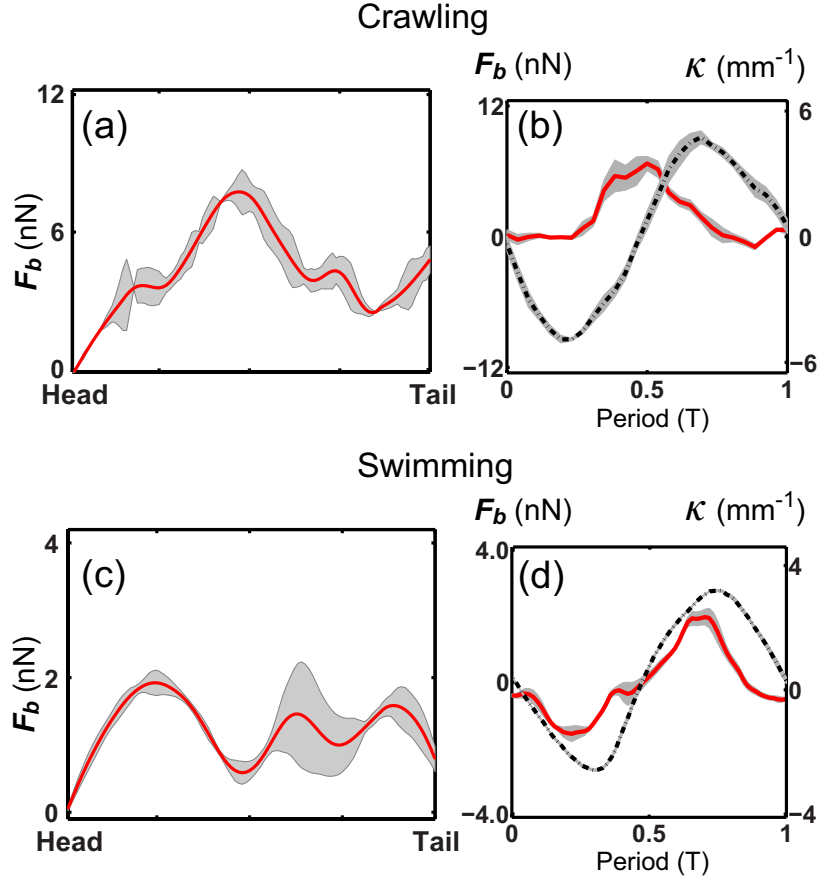 Crawling
F_b (nN)
κ (mm⁻¹)
12
(a)
6
F_b (nN)
0
Head
Tail
12
(b)
6
0
0
−12
−6
0
0.5
1
Period (T)
Swimming
F_b (nN)
κ (mm⁻¹)
4
(c)
2
F_b (nN)
0
Head
Tail
4.0
(d)
4
0
0
−4.0
−4
0
0.5
1
Period (T)